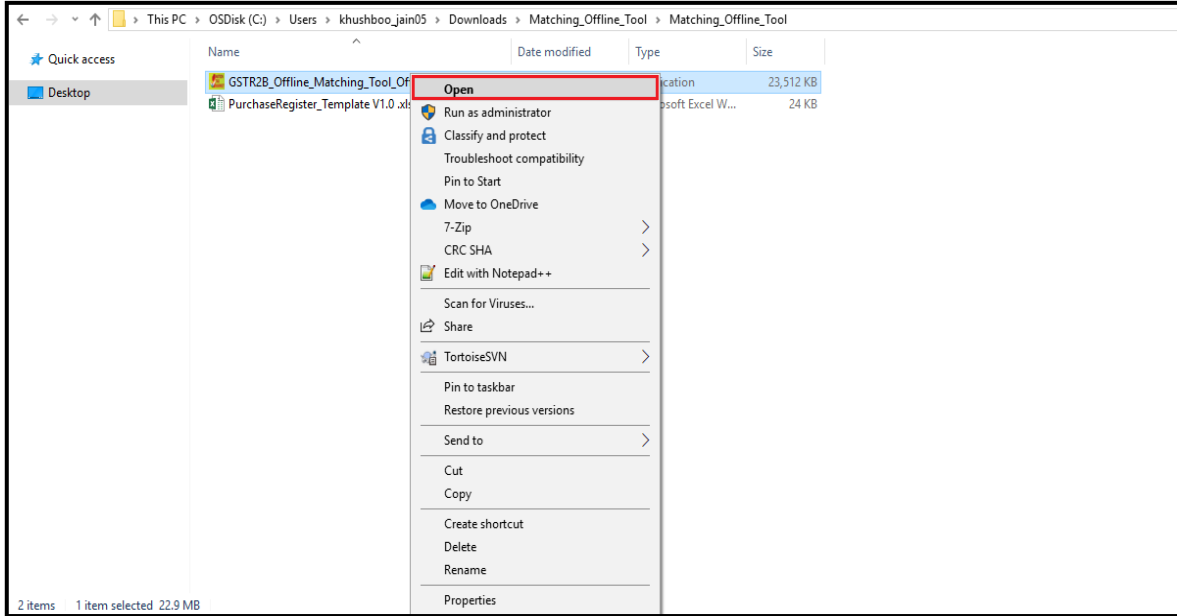 This PC > OSDisk (C:) > Users > khushboo_jain05 > Downloads > Matching_Offline_Tool > Matching_Offline_Tool
Quick access
Desktop
Name Date modified Type Size
GSTR2B_Offline_Matching_Tool_Of ication 23,512 KB
PurchaseRegister_Template V1.0 .xls osoft Excel W... 24 KB
Open
Run as administrator
Classify and protect
Troubleshoot compatibility
Pin to Start
Move to OneDrive
7-Zip
CRC SHA
Edit with Notepad++
Scan for Viruses...
Share
TortoiseSVN
Pin to taskbar
Restore previous versions
Send to
Cut
Copy
Create shortcut
Delete
Rename
Properties
2 items 1 item selected 22.9 MB